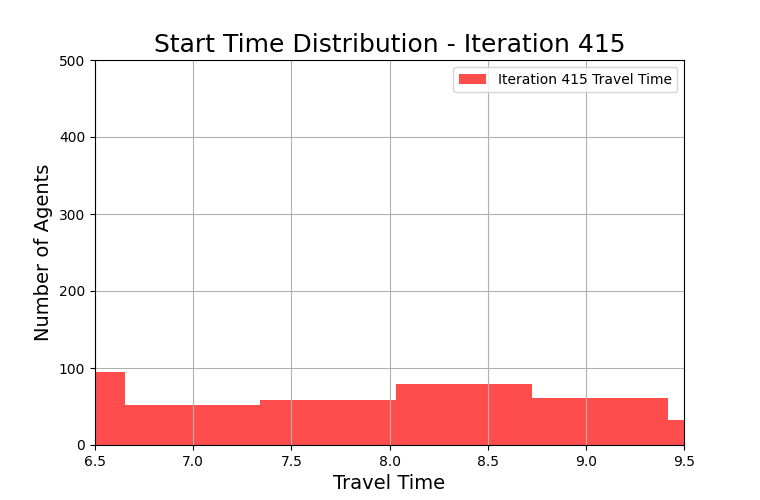 Start Time Distribution - Iteration 415
Iteration 415 Travel Time
Number of Agents
500
400
300
200
100
0
6.5 7.0 7.5 8.0 8.5 9.0 9.5
Travel Time